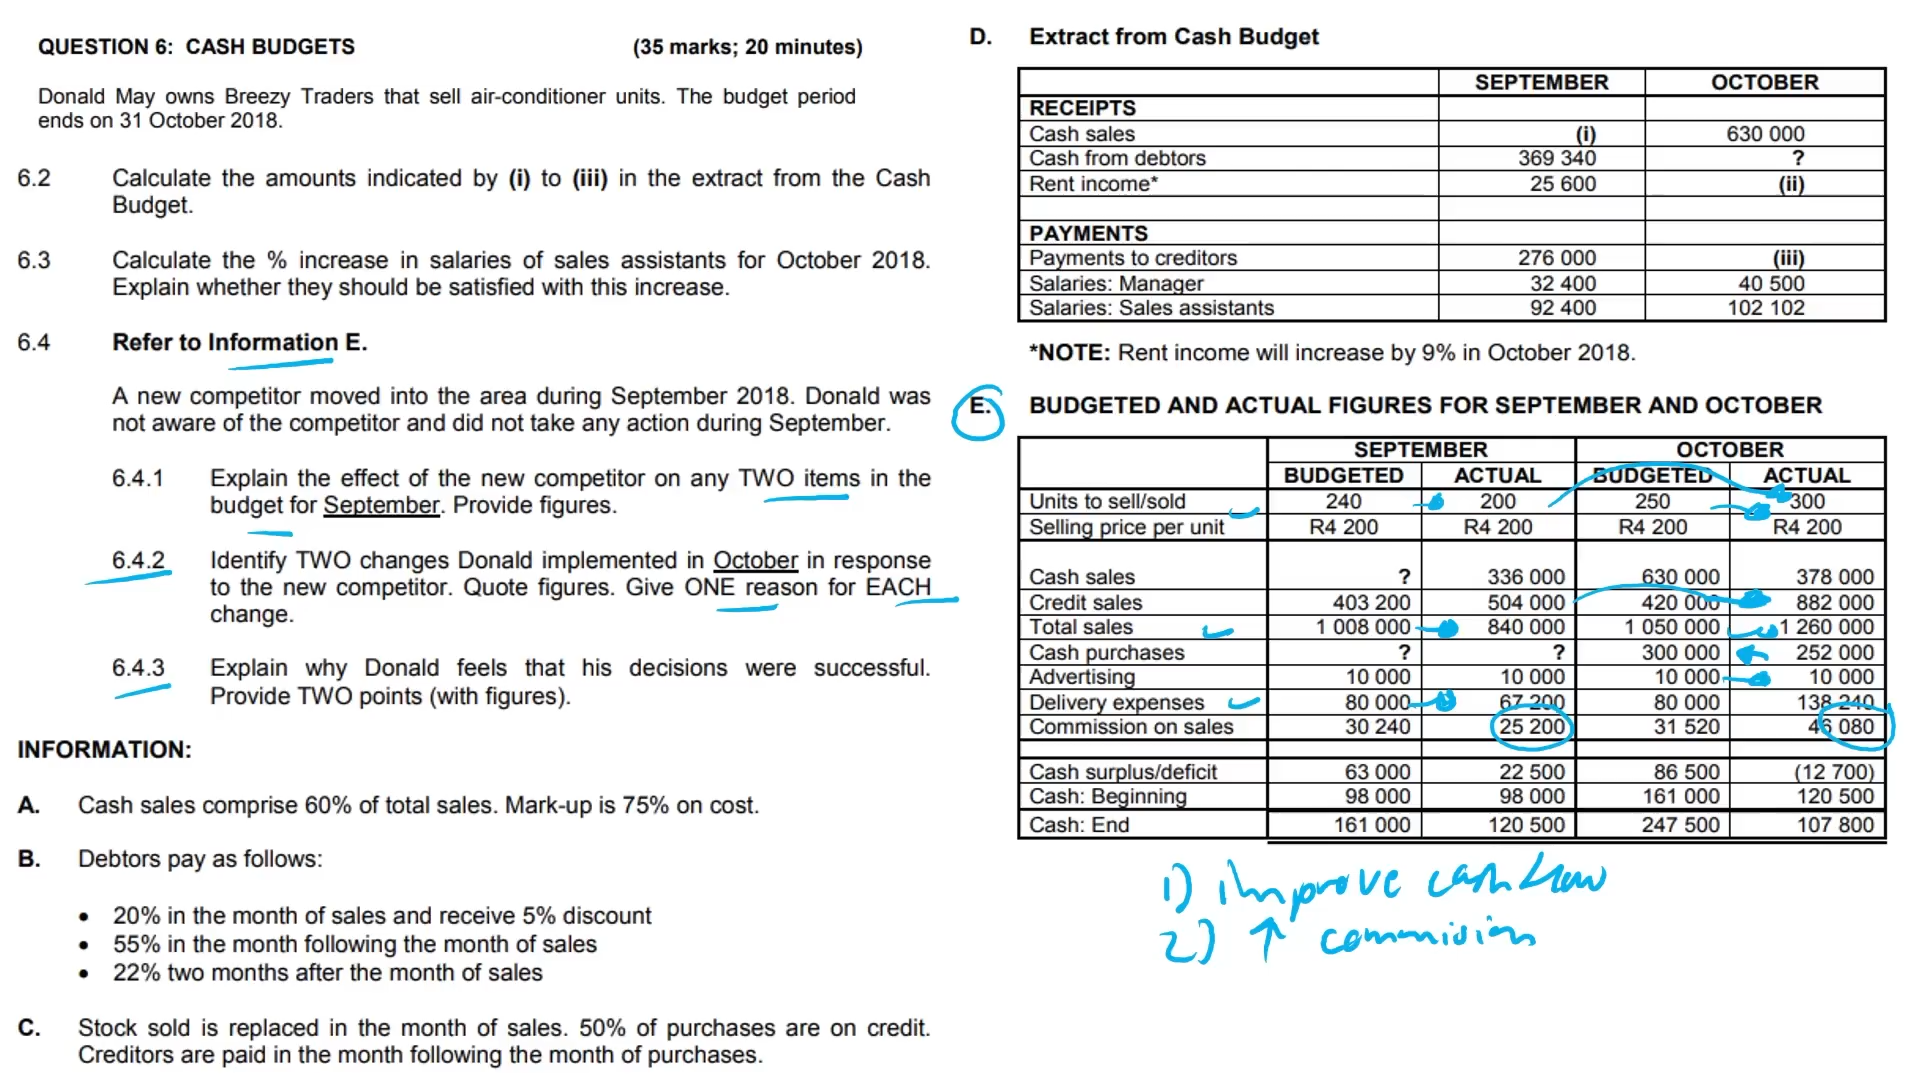 QUESTION 6: CASH BUDGETS (35 marks; 20 minutes)
Donald May owns Breezy Traders that sell air-conditioner units. The budget period
ends on 31 October 2018.
6.2 Calculate the amounts indicated by (i) to (iii) in the extract from the Cash
Budget.
6.3 Calculate the % increase in salaries of sales assistants for October 2018.
Explain whether they should be satisfied with this increase.
6.4 Refer to Information E.
A new competitor moved into the area during September 2018. Donald was
not aware of the competitor and did not take any action during September.
6.4.1 Explain the effect of the new competitor on any TWO items in the
budget for September. Provide figures.
6.4.2 Identify TWO changes Donald implemented in October in response
to the new competitor. Quote figures. Give ONE reason for EACH
change.
6.4.3 Explain why Donald feels that his decisions were successful.
Provide TWO points (with figures).
INFORMATION:
A. Cash sales comprise 60% of total sales. Mark-up is 75% on cost.
B. Debtors pay as follows:
• 20% in the month of sales and receive 5% discount
• 55% in the month following the month of sales
• 22% two months after the month of sales
C. Stock sold is replaced in the month of sales. 50% of purchases are on credit.
Creditors are paid in the month following the month of purchases.
D. Extract from Cash Budget
SEPTEMBER OCTOBER
RECEIPTS
Cash sales (i) 630 000
Cash from debtors 369 340 ?
Rent income* 25 600 (ii)
PAYMENTS
Payments to creditors 276 000 (iii)
Salaries: Manager 32 400 40 500
Salaries: Sales assistants 92 400 102 102
*NOTE: Rent income will increase by 9% in October 2018.
E. BUDGETED AND ACTUAL FIGURES FOR SEPTEMBER AND OCTOBER
SEPTEMBER OCTOBER
BUDGETED ACTUAL BUDGETED ACTUAL
Units to sell/sold 240 200 250 300
Selling price per unit R4 200 R4 200 R4 200 R4 200
Cash sales ? 336 000 630 000 378 000
Credit sales 403 200 504 000 420 000 882 000
Total sales 1 008 000 840 000 1 050 000 1 260 000
Cash purchases ? ? 300 000 252 000
Advertising 10 000 10 000 10 000 10 000
Delivery expenses 80 000 67 200 80 000 138 240
Commission on sales 30 240 25 200 31 520 46 080
Cash surplus/deficit 63 000 22 500 86 500 (12 700)
Cash: Beginning 98 000 98 000 161 000 120 500
Cash: End 161 000 120 500 247 500 107 800
1) improve cash flow
2) ↑ commission